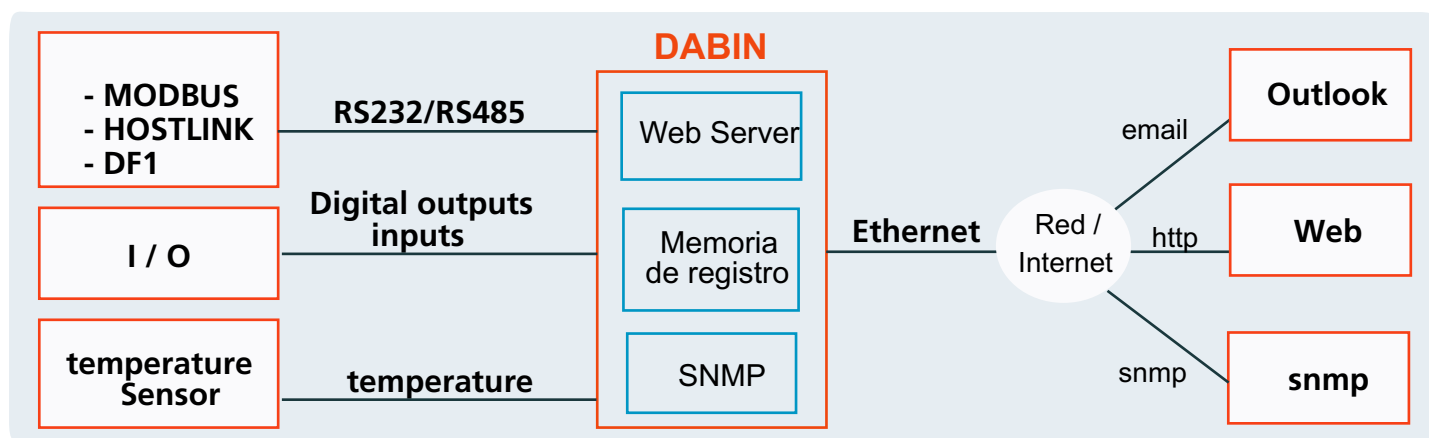 DABIN
- MODBUS
- HOSTLINK
- DF1
RS232/RS485
Web Server
Outlook
email
I / O
Digital outputs
inputs
Memoria
de registro
Ethernet
Red /
Internet
http
Web
temperature
Sensor
temperature
SNMP
snmp
snmp